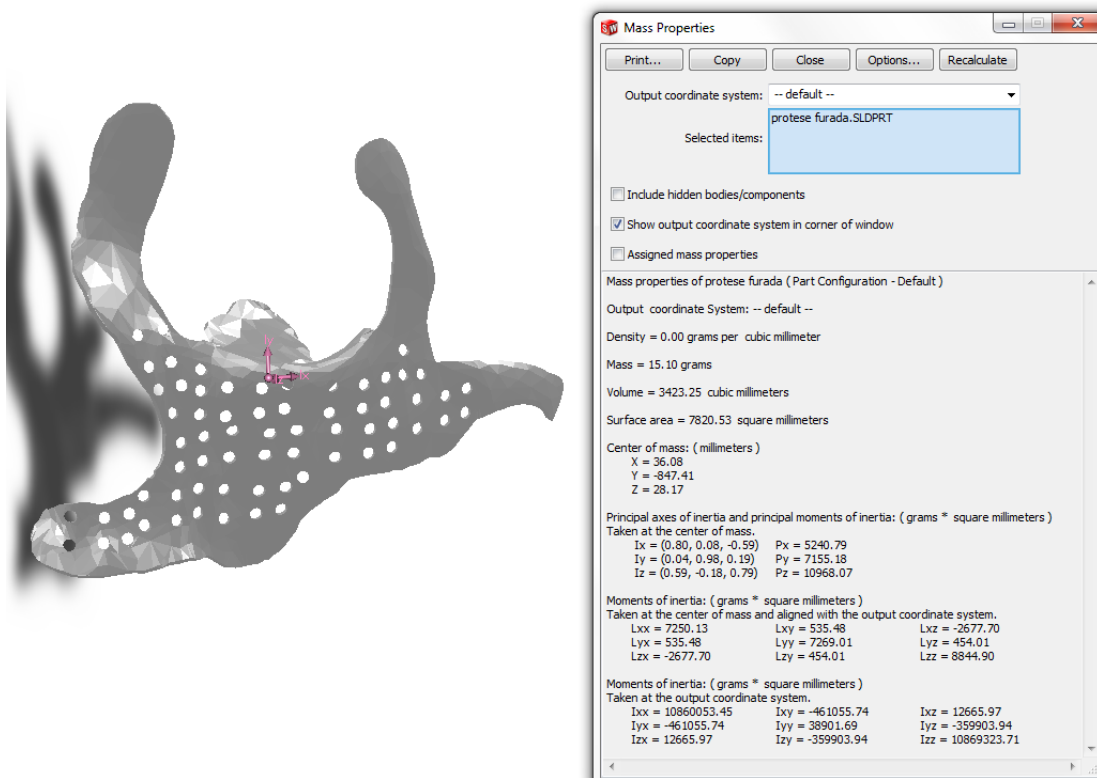 Mass Properties
Print... Copy Close Options... Recalculate
Output coordinate system: -- default --
protese furada.SLDPRT
Selected items:
Include hidden bodies/components
Show output coordinate system in corner of window
Assigned mass properties
Mass properties of protese furada ( Part Configuration - Default )
Output coordinate System: -- default --
Density = 0.00 grams per cubic millimeter
Mass = 15.10 grams
Volume = 3423.25 cubic millimeters
Surface area = 7820.53 square millimeters
Center of mass: ( millimeters )
X = 36.08
Y = -847.41
Z = 28.17
Principal axes of inertia and principal moments of inertia: ( grams * square millimeters )
Taken at the center of mass.
Ix = (0.80, 0.08, -0.59) Px = 5240.79
Iy = (0.04, 0.98, 0.19) Py = 7155.18
Iz = (0.59, -0.18, 0.79) Pz = 10968.07
Moments of inertia: ( grams * square millimeters )
Taken at the center of mass and aligned with the output coordinate system.
Lxx = 7250.13 Lxy = 535.48 Lxz = -2677.70
Lyx = 535.48 Lyy = 7269.01 Lyz = 454.01
Lzx = -2677.70 Lzy = 454.01 Lzz = 8844.90
Moments of inertia: ( grams * square millimeters )
Taken at the output coordinate system.
Ixx = 10860053.45 Ixy = -461055.74 Ixz = 12665.97
Iyx = -461055.74 Iyy = 38901.69 Iyz = -359903.94
Izx = 12665.97 Izy = -359903.94 Izz = 10869323.71